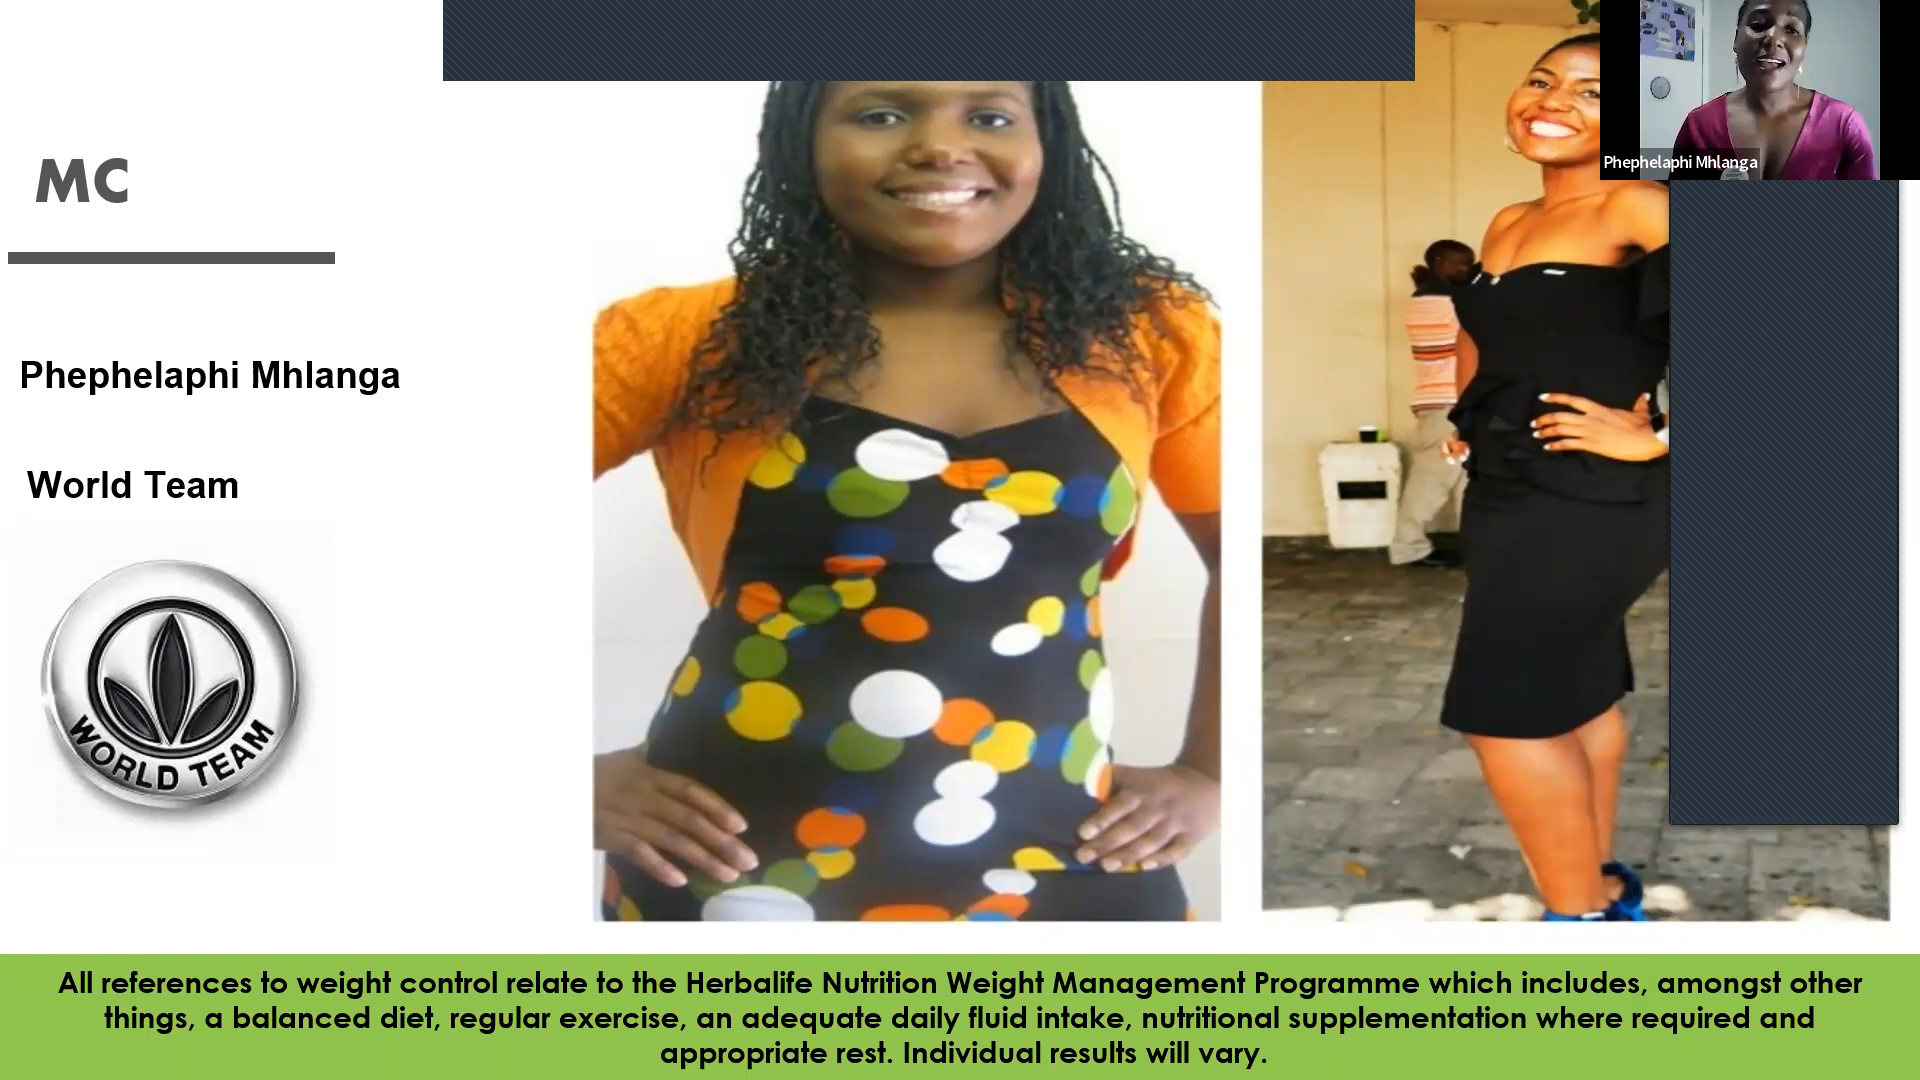 MC
Phephelaphi Mhlanga
World Team
WORLD TEAM
Phephelaphi Mhlanga
All references to weight control relate to the Herbalife Nutrition Weight Management Programme which includes, amongst other
things, a balanced diet, regular exercise, an adequate daily fluid intake, nutritional supplementation where required and
appropriate rest. Individual results will vary.